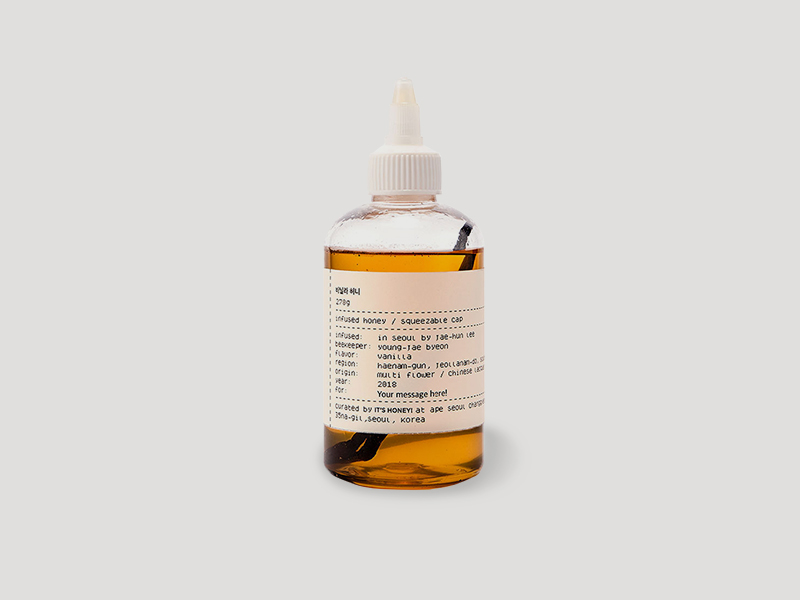 바닐라 허니
278g
infused honey / squeezable cap
infused: in seoul by jae-hun lee
beekeeper: young-jae byeon
flavor: vanilla
region: haenam-gun, jeollanam-do,
origin: multi flower / chinese
year: 2018
for: Your message here!
curated by IT'S HONEY! at ape seoul
35na-gil,seoul, korea